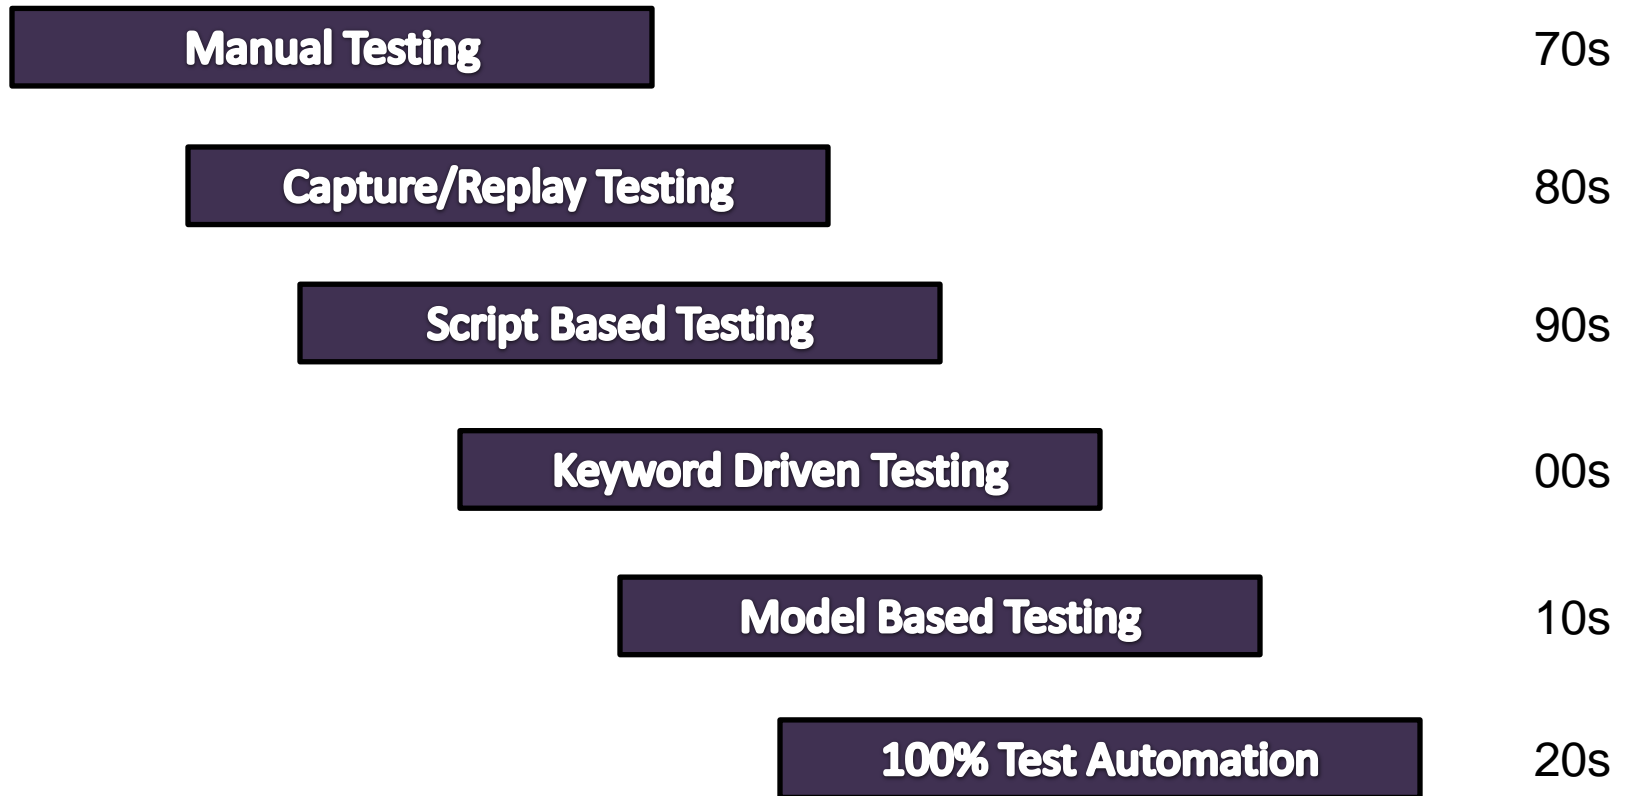 Manual Testing 70s
Capture/Replay Testing 80s
Script Based Testing 90s
Keyword Driven Testing 00s
Model Based Testing 10s
100% Test Automation 20s